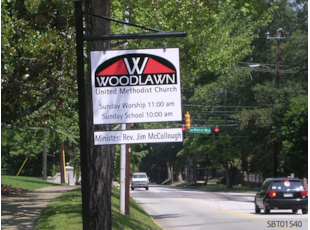 W
WOODLAWN
United Methodist Church
Sunday Worship 11:00 am
Sunday School 10:00 am
Minister: Rev. Jim McCollough
SBT01540